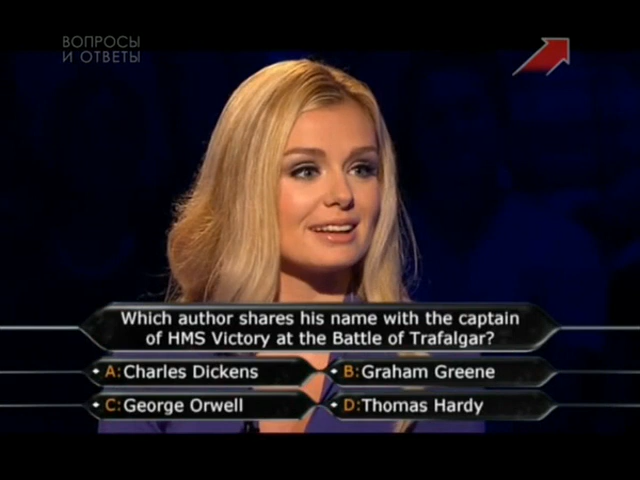 ВОПРОСЫ
И ОТВЕТЫ
Which author shares his name with the captain
of HMS Victory at the Battle of Trafalgar?
A: Charles Dickens
B: Graham Greene
C: George Orwell
D: Thomas Hardy